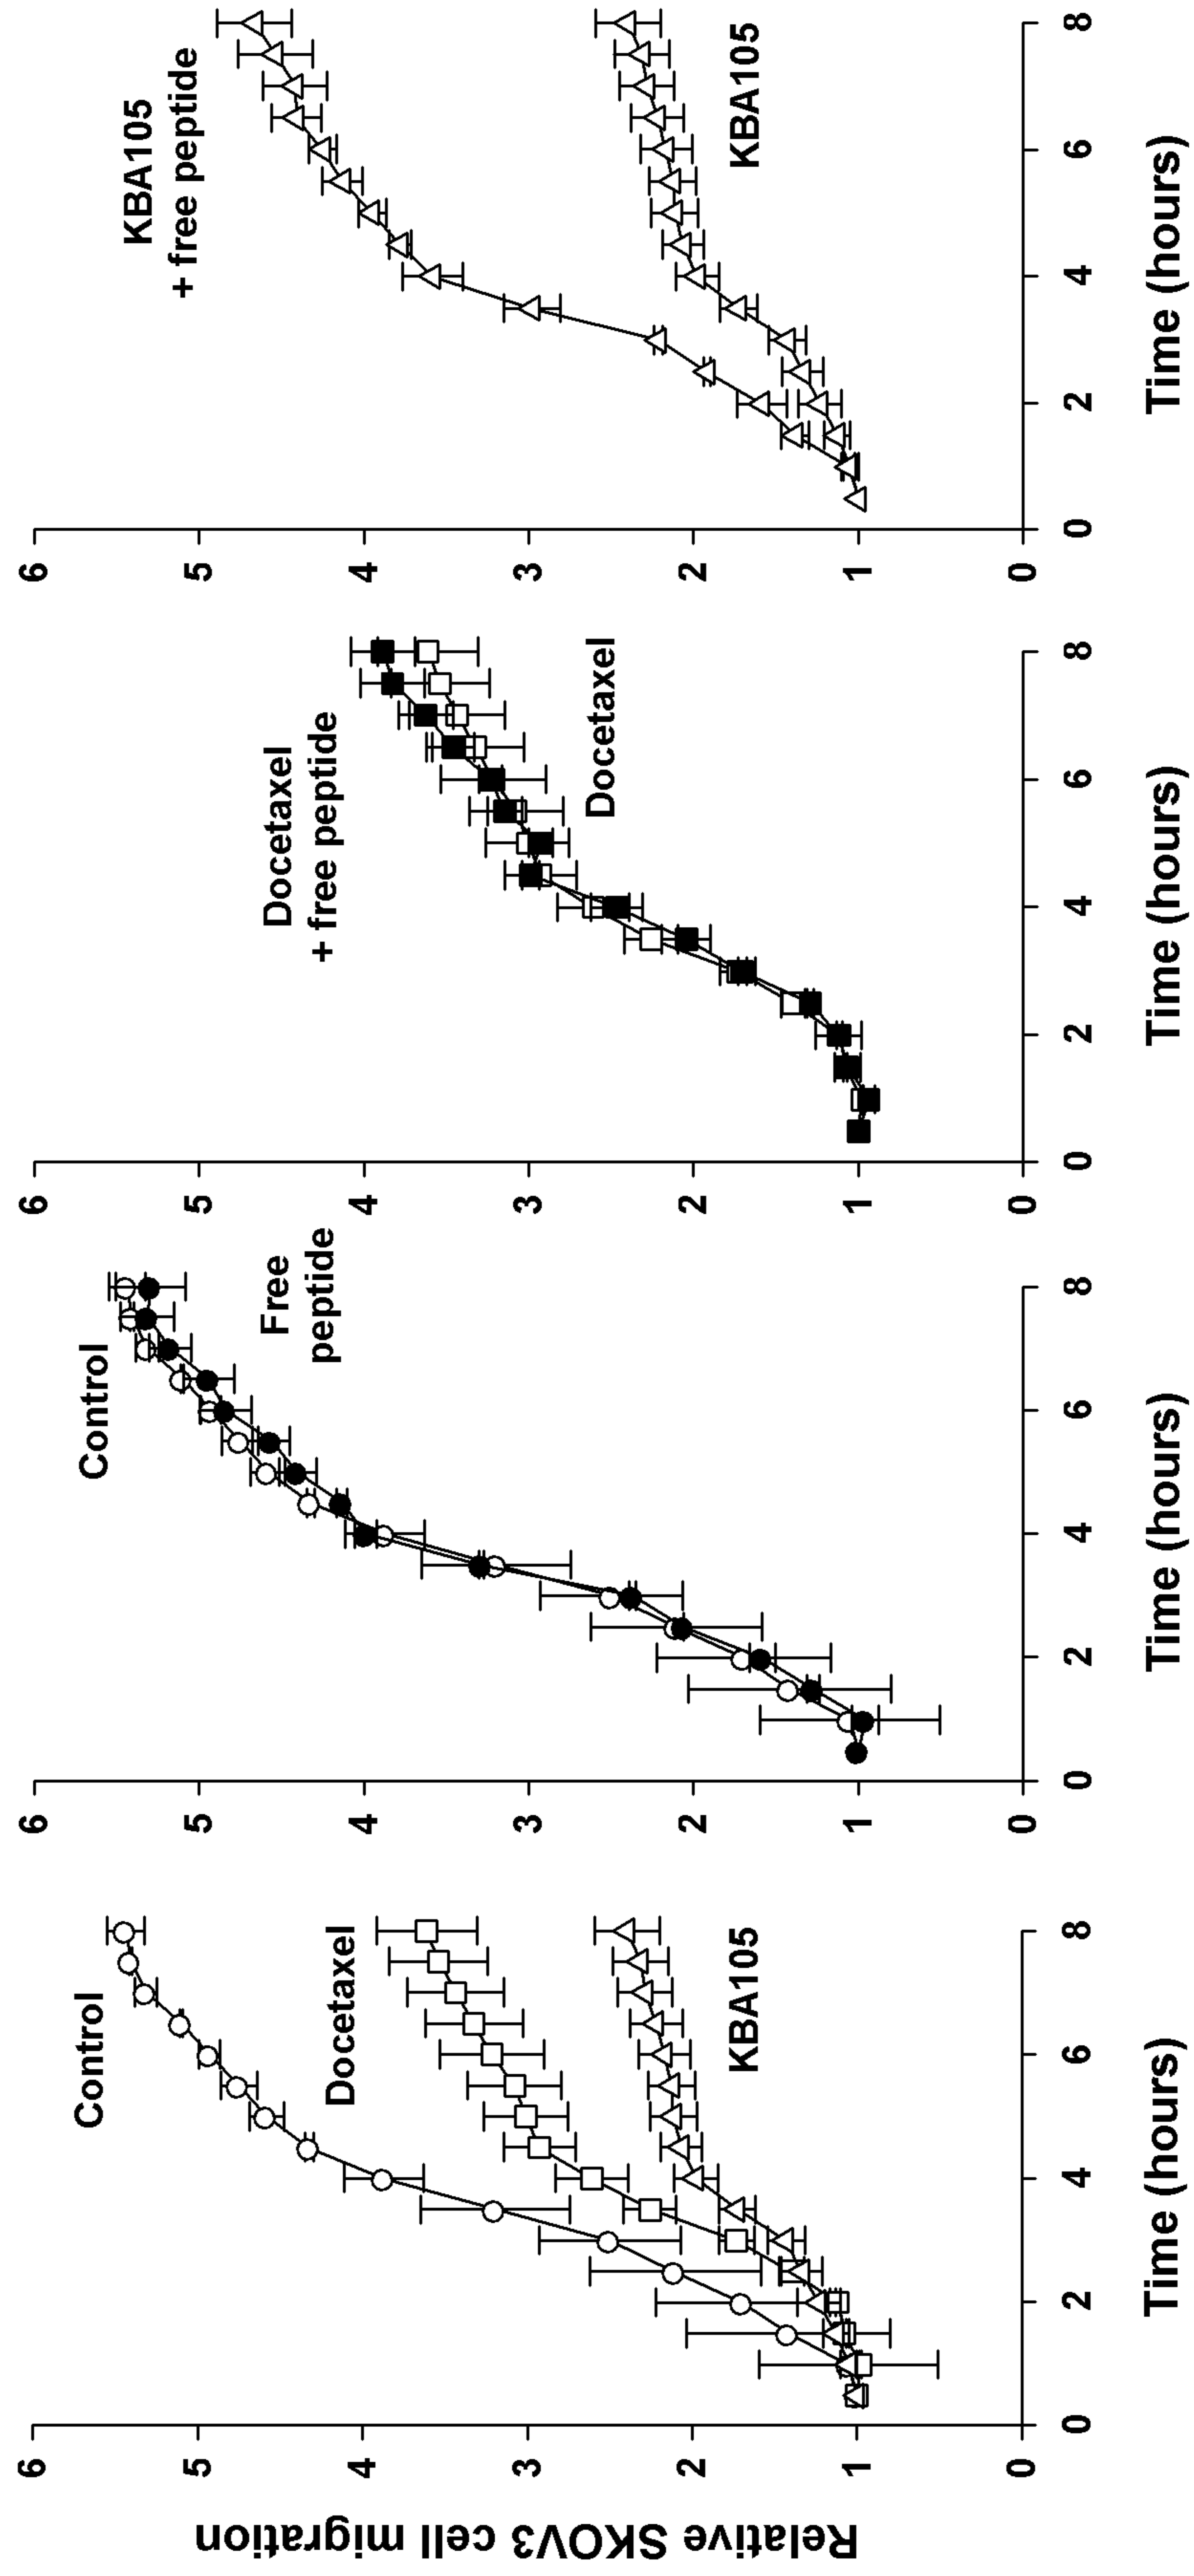 Relative SKOV3 cell migration
6
5
4
3
2
1
0
Control
Docetaxel
KBA105
0
2
4
6
8
Time (hours)
6
5
4
3
2
1
0
Control
Free
peptide
0
2
4
6
8
Time (hours)
6
5
4
3
2
1
0
Docetaxel
+ free peptide
Docetaxel
0
2
4
6
8
Time (hours)
6
5
4
3
2
1
0
KBA105
+ free peptide
KBA105
0
2
4
6
8
Time (hours)